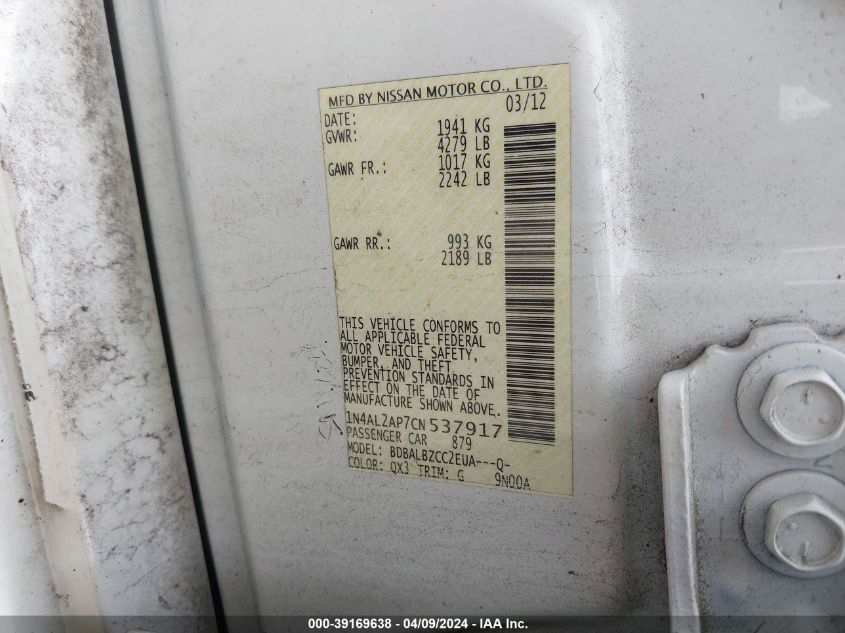 MFD BY NISSAN MOTOR CO., LTD.
DATE: 03/12
GVWR: 1941 KG
4279 LB
GAWR FR.: 1017 KG
2242 LB
GAWR RR.: 993 KG
2189 LB
THIS VEHICLE CONFORMS TO
ALL APPLICABLE FEDERAL
MOTOR VEHICLE SAFETY,
BUMPER, AND THEFT
PREVENTION STANDARDS IN
EFFECT ON THE DATE OF
MANUFACTURE SHOWN ABOVE.
1N4AL2AP7CN537917
PASSENGER CAR 879
MODEL: BDBALBZCC2EUA---Q-
COLOR: QX3 TRIM: G 9N00A
000-39169638 - 04/09/2024 - IAA Inc.